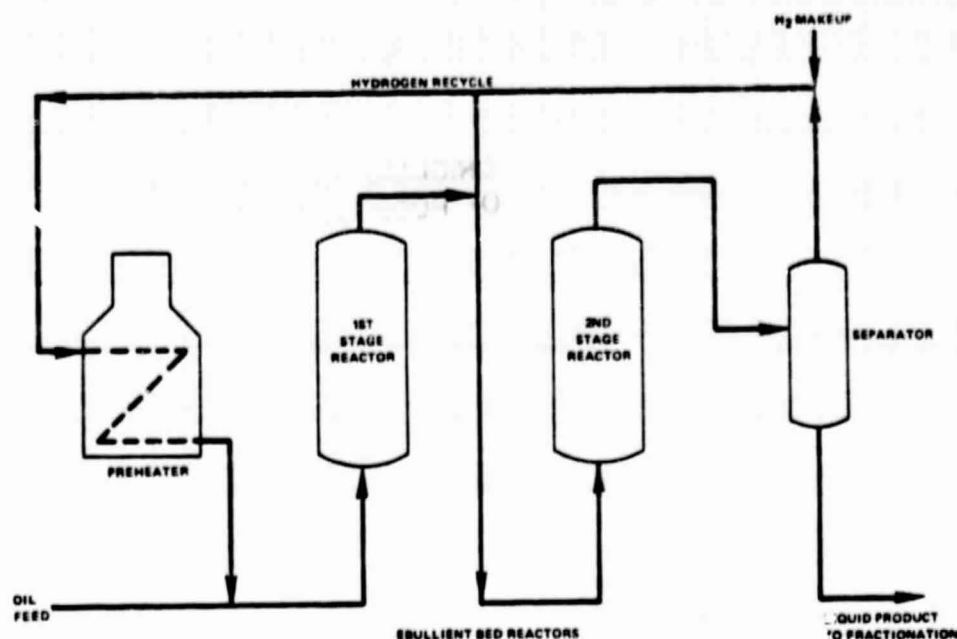 H2 MAKEUP
HYDROGEN RECYCLE
1ST
STAGE
REACTOR
2ND
STAGE
REACTOR
SEPARATOR
PREHEATER
OIL
FEED
EBULLIENT BED REACTORS
QUID PRODUCT
O FRACTIONATION